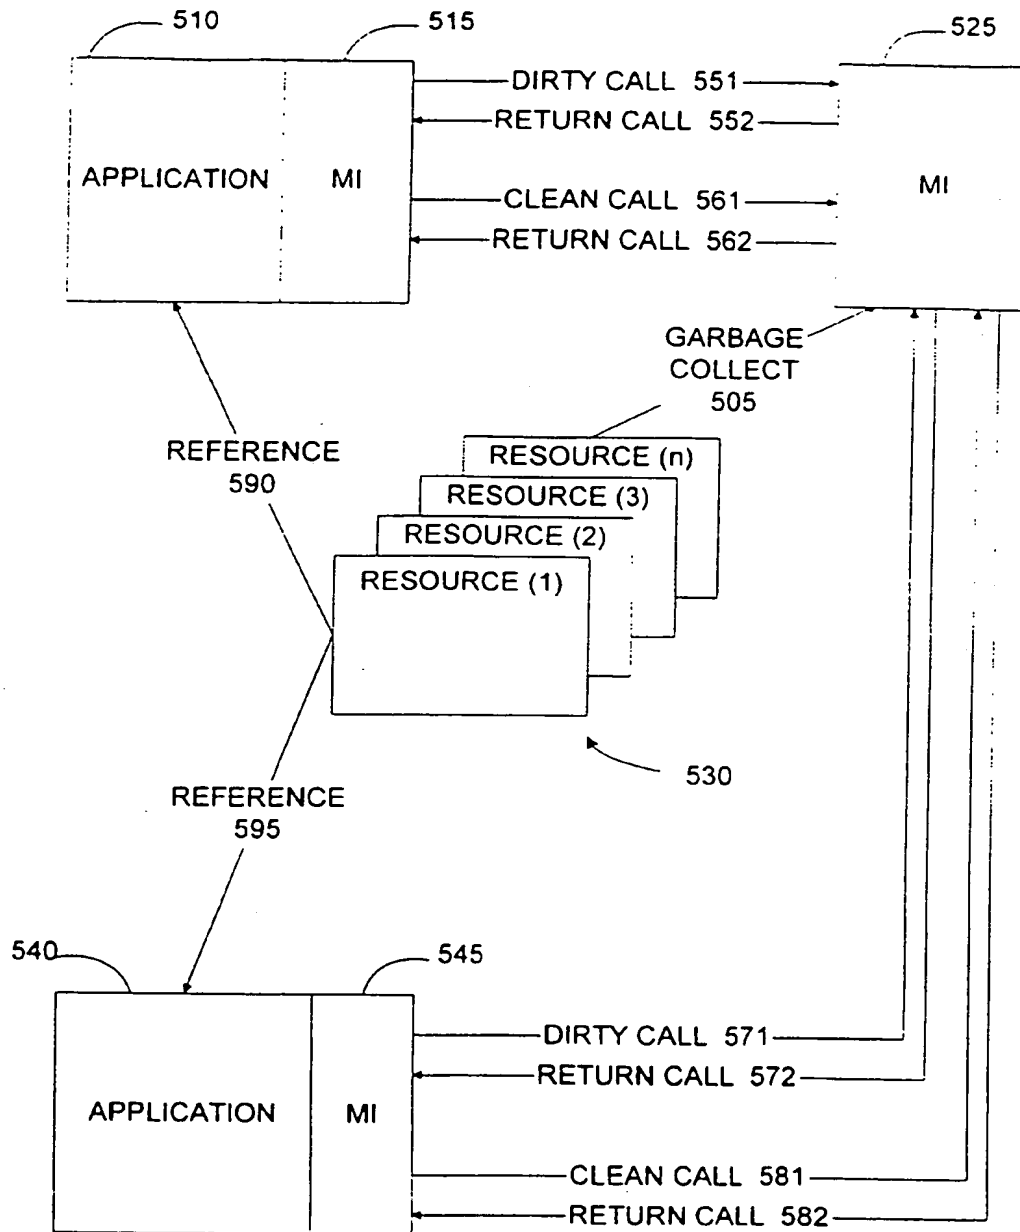 510
515
525
DIRTY CALL 551
RETURN CALL 552
APPLICATION
MI
MI
CLEAN CALL 561
RETURN CALL 562
GARBAGE
COLLECT
505
REFERENCE
590
RESOURCE (n)
RESOURCE (3)
RESOURCE (2)
RESOURCE (1)
530
REFERENCE
595
540
545
DIRTY CALL 571
RETURN CALL 572
APPLICATION
MI
CLEAN CALL 581
RETURN CALL 582